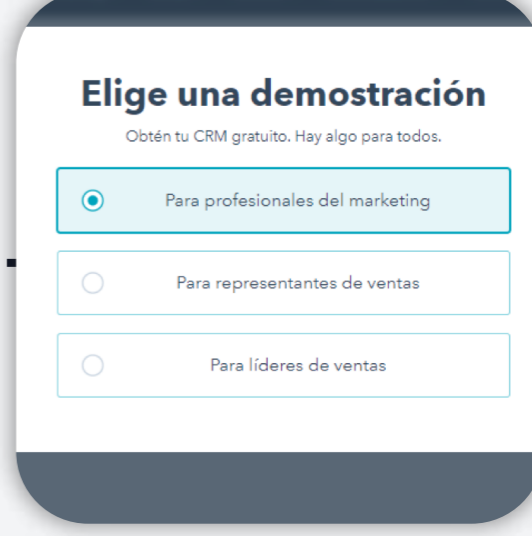 Elige una demostración
Obtén tu CRM gratuito. Hay algo para todos.
Para profesionales del marketing
Para representantes de ventas
Para líderes de ventas